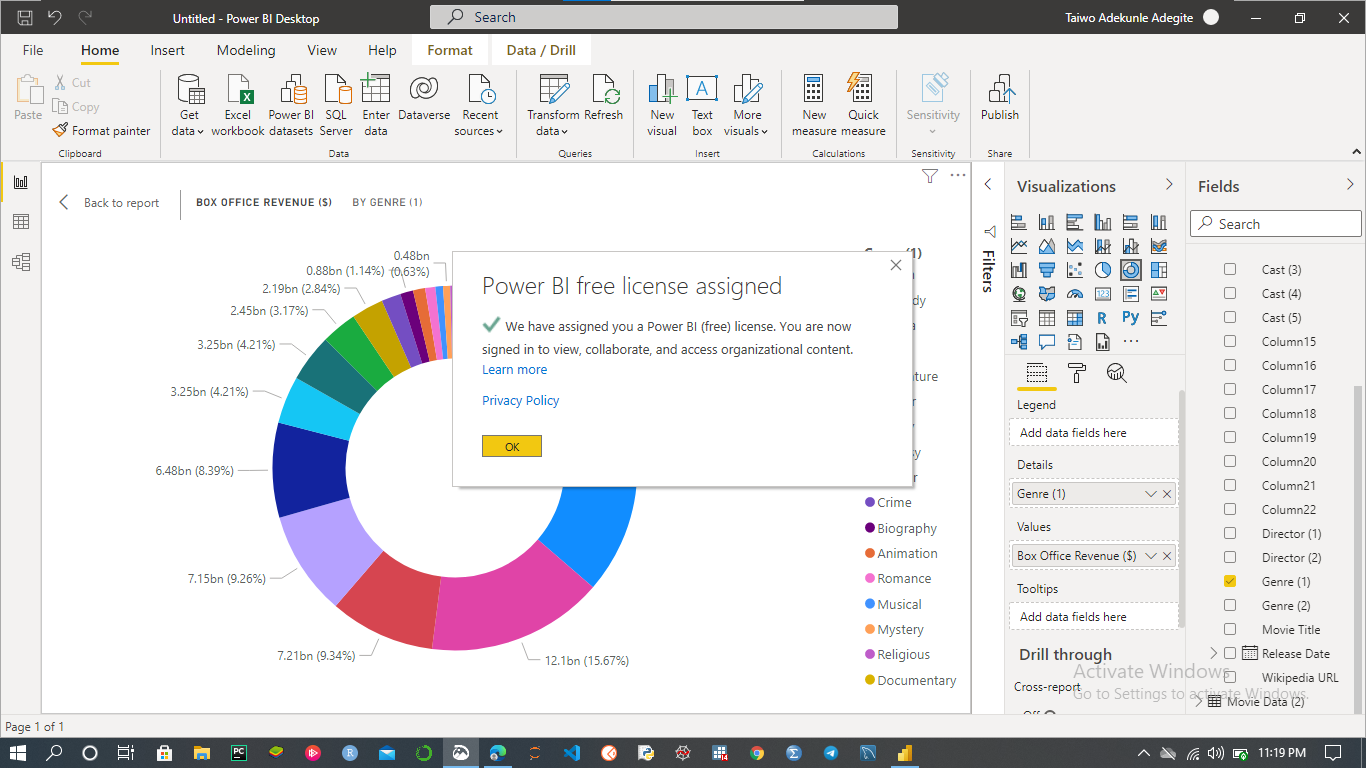 Untitled - Power BI Desktop
Search
Taiwo Adekunle Adegite
File
Home
Insert
Modeling
View
Help
Format
Data / Drill
Paste
Cut
Copy
Format painter
Clipboard
Get
data
Excel
workbook
Power BI
datasets
SQL
Server
Enter
data
Dataverse
Recent
sources
Data
Transform
data
Refresh
Queries
New
visual
Text
box
More
visuals
Insert
New
measure
Quick
measure
Calculations
Sensitivity
Sensitivity
Publish
Share
Back to report
BOX OFFICE REVENUE ($)
BY GENRE (1)
0.48bn
(0.63%)
0.88bn (1.14%)
2.19bn (2.84%)
2.45bn (3.17%)
3.25bn (4.21%)
3.25bn (4.21%)
6.48bn (8.39%)
7.15bn (9.26%)
7.21bn (9.34%)
12.1bn (15.67%)
Power BI free license assigned
We have assigned you a Power BI (free) license. You are now
signed in to view, collaborate, and access organizational content.
Learn more
Privacy Policy
OK
Crime
Biography
Animation
Romance
Musical
Mystery
Religious
Documentary
Filters
Visualizations
R
Py
123
Legend
Add data fields here
Details
Genre (1)
Values
Box Office Revenue ($)
Tooltips
Add data fields here
Drill through
Cross-report
Fields
Search
Cast (3)
Cast (4)
Cast (5)
Column15
Column16
Column17
Column18
Column19
Column20
Column21
Column22
Director (1)
Director (2)
Genre (1)
Genre (2)
Movie Title
Release Date
Wikipedia URL
Movie Data (2)
Activate Windows
Go to Settings to activate Windows.
Page 1 of 1
11:19 PM